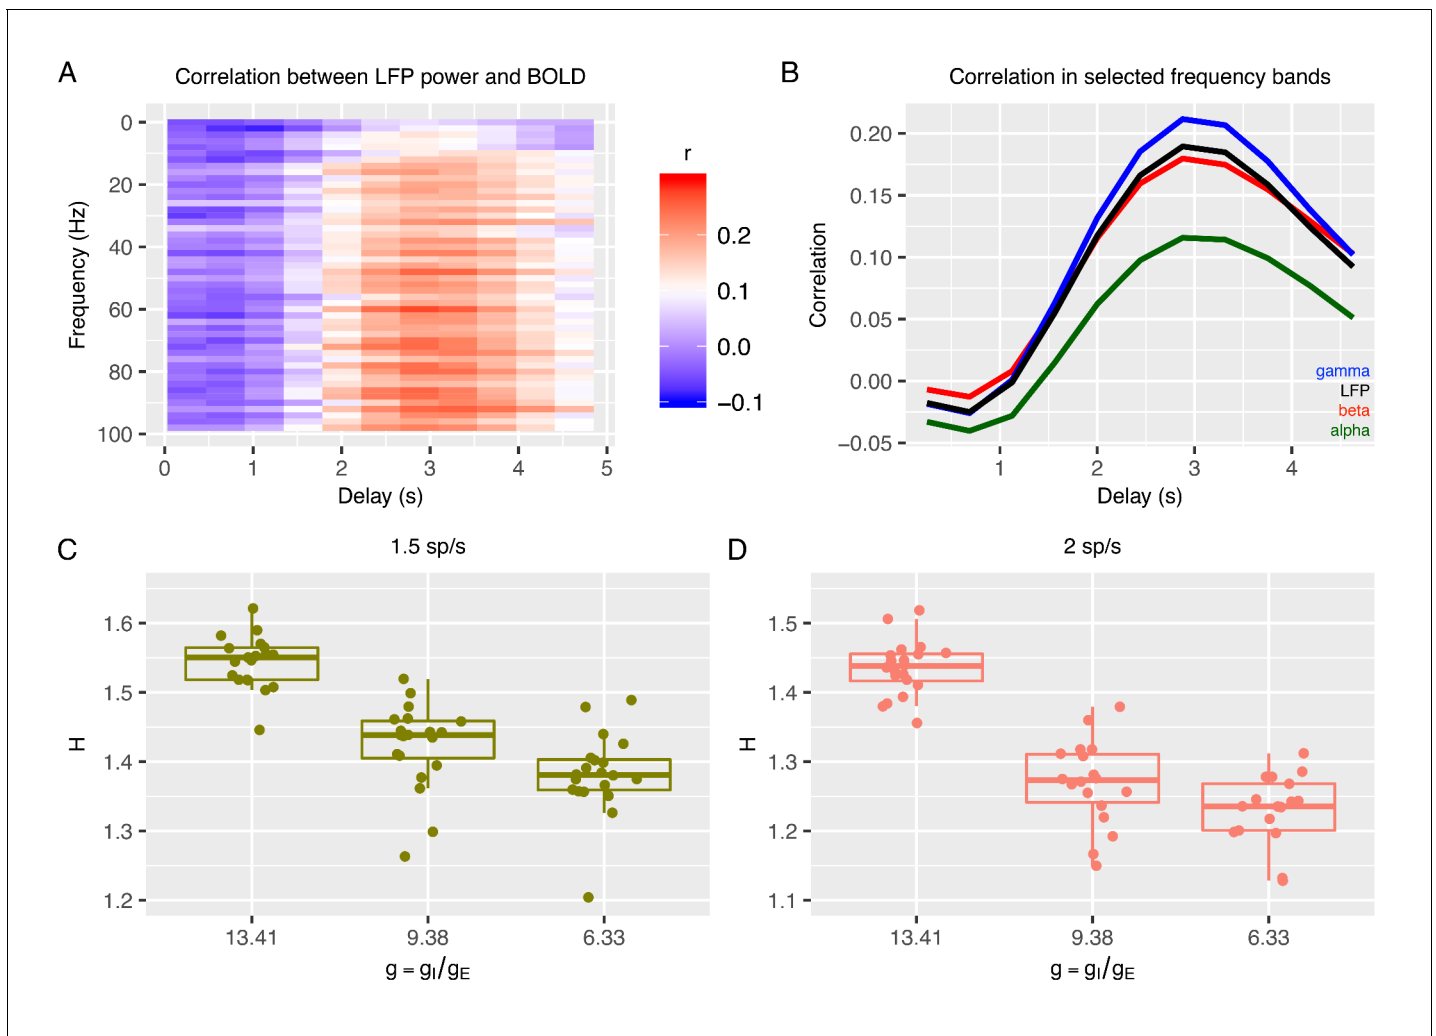 A
Correlation between LFP power and BOLD
0
20
40
60
80
100
Frequency (Hz)
0 1 2 3 4 5
Delay (s)
r
0.2
0.1
0.0
−0.1
B
Correlation in selected frequency bands
0.20
0.15
0.10
0.05
0.00
−0.05
Correlation
gamma
LFP
beta
alpha
1 2 3 4
Delay (s)
C
1.5 sp/s
1.6
1.5
1.4
1.3
1.2
H
13.41 9.38 6.33
g = gI/gE
D
2 sp/s
1.5
1.4
1.3
1.2
1.1
H
13.41 9.38 6.33
g = gI/gE